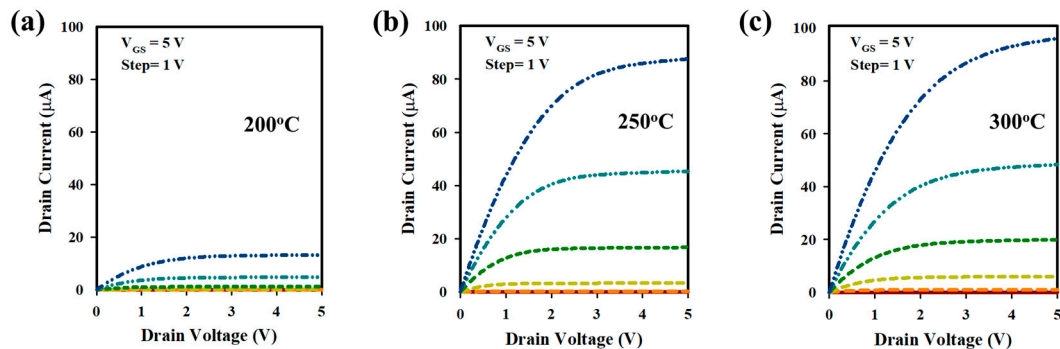 (a)
100
80
60
40
20
0
Drain Current (μA)
V_GS = 5 V
Step= 1 V
200°C
0 1 2 3 4 5
Drain Voltage (V)
(b)
100
80
60
40
20
0
Drain Current (μA)
V_GS = 5 V
Step= 1 V
250°C
0 1 2 3 4 5
Drain Voltage (V)
(c)
100
80
60
40
20
0
Drain Current (μA)
V_GS = 5 V
Step= 1 V
300°C
0 1 2 3 4 5
Drain Voltage (V)